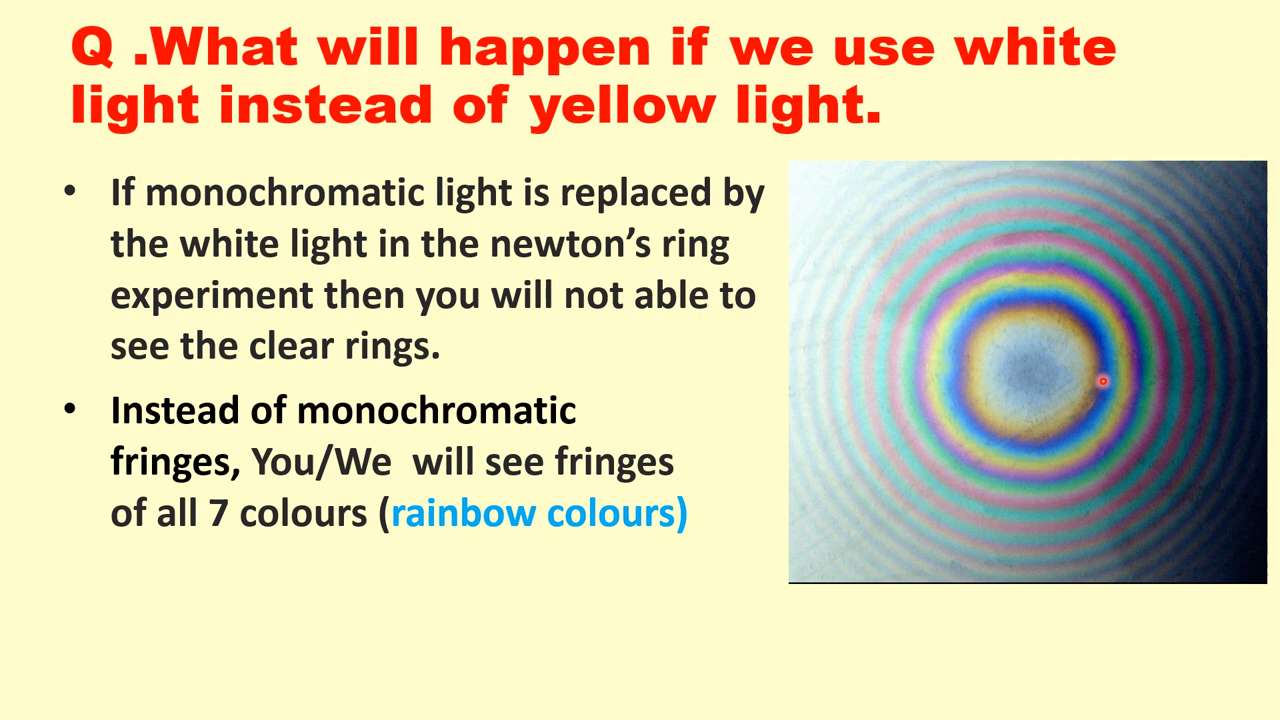 Q .What will happen if we use white
light instead of yellow light.
• If monochromatic light is replaced by
the white light in the newton’s ring
experiment then you will not able to
see the clear rings.
• Instead of monochromatic
fringes, You/We will see fringes
of all 7 colours (rainbow colours)